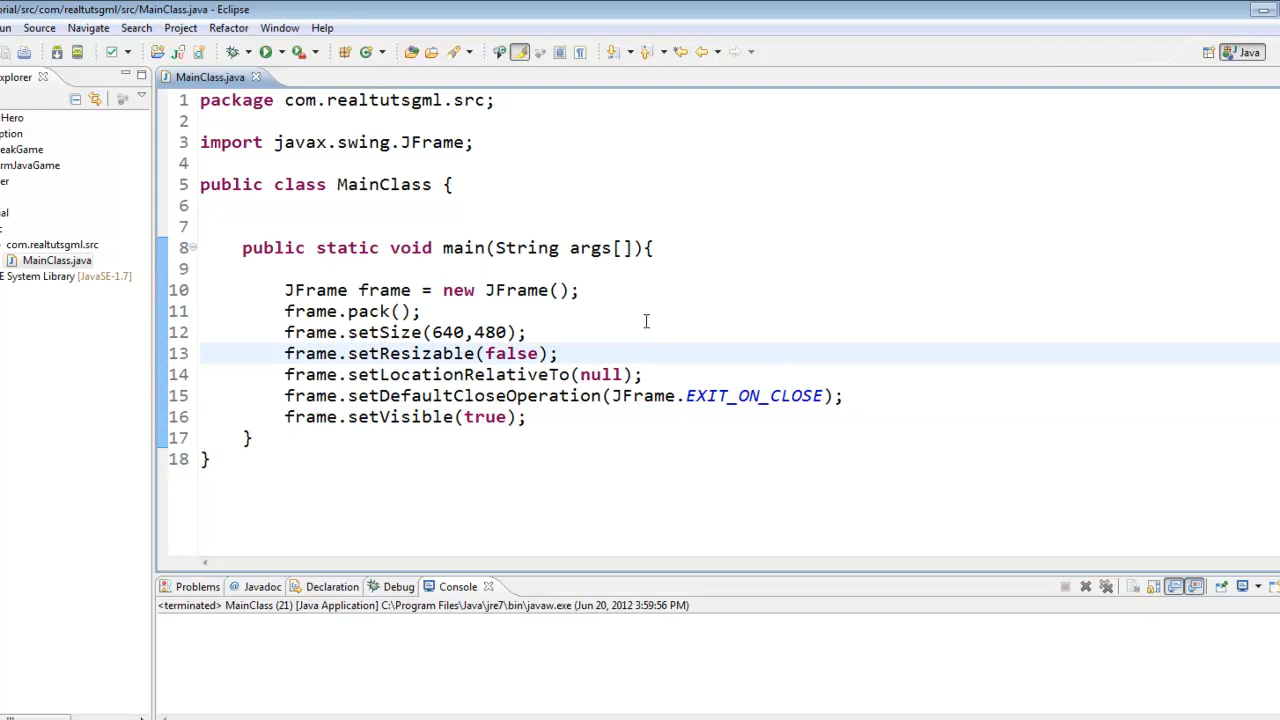 orial/src/com/realtutsgml/src/MainClass.java - Eclipse
un Source Navigate Search Project Refactor Window Help
Java
xplorer
MainClass.java
Hero
ption
eakGame
rmJavaGame
er
ial
c
com.realtutsgml.src
MainClass.java
E System Library [JavaSE-1.7]
1 package com.realtutsgml.src;
2
3 import javax.swing.JFrame;
4
5 public class MainClass {
6
7
8 public static void main(String args[]){
9
10 JFrame frame = new JFrame();
11 frame.pack();
12 frame.setSize(640,480);
13 frame.setResizable(false);
14 frame.setLocationRelativeTo(null);
15 frame.setDefaultCloseOperation(JFrame.EXIT_ON_CLOSE);
16 frame.setVisible(true);
17 }
18 }
Problems @ Javadoc Declaration Debug Console
<terminated> MainClass (21) [Java Application] C:\Program Files\Java\jre7\bin\javaw.exe (Jun 20, 2012 3:59:56 PM)